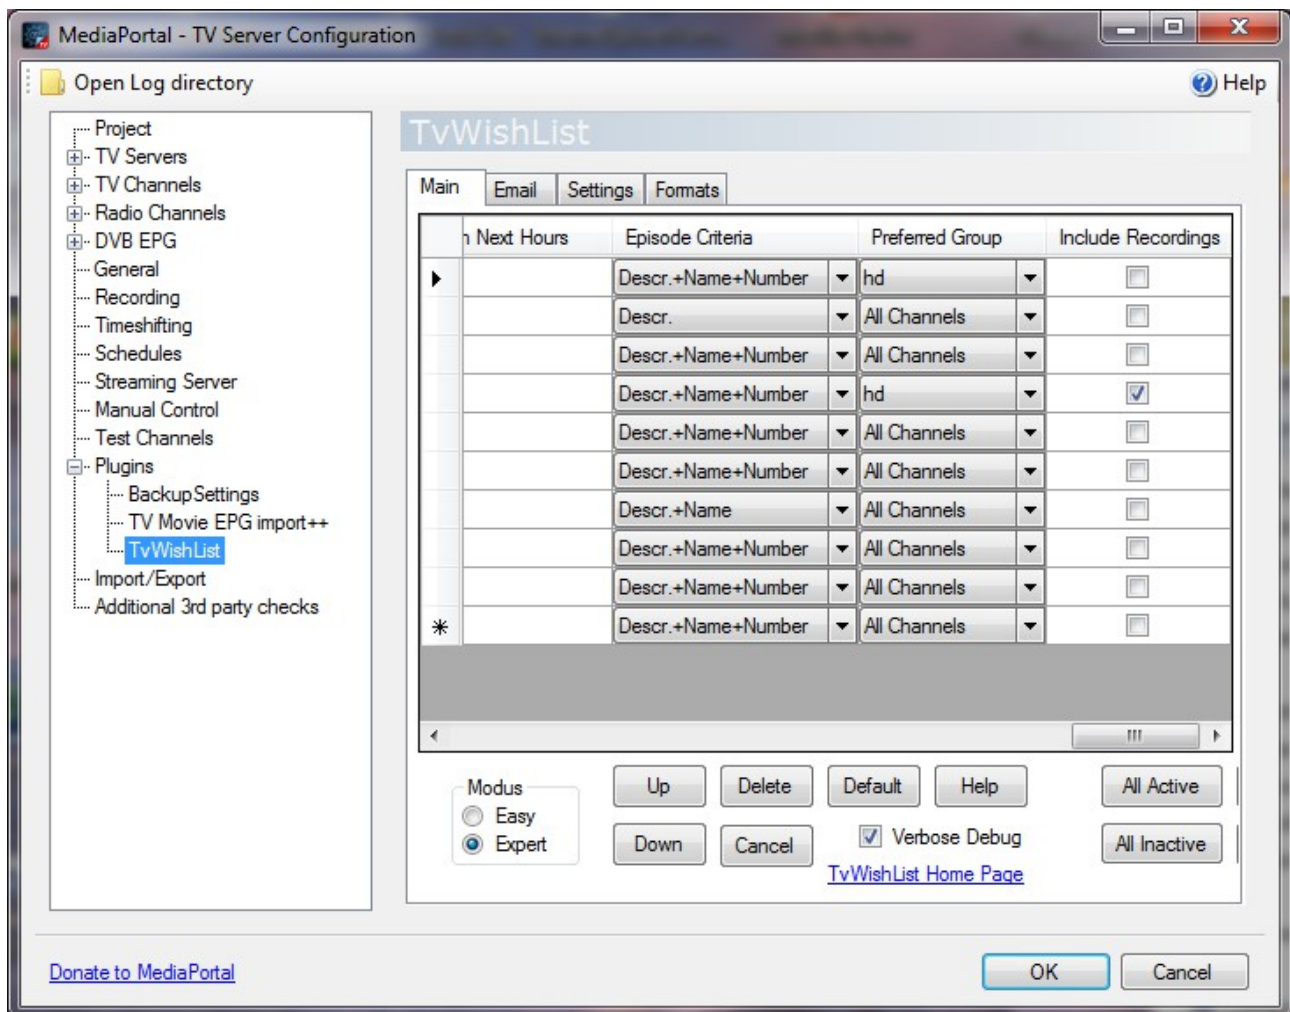 MediaPortal - TV Server Configuration
Open Log directory
Help
Project
TV Servers
TV Channels
Radio Channels
DVB EPG
General
Recording
Timeshifting
Schedules
Streaming Server
Manual Control
Test Channels
Plugins
BackupSettings
TV Movie EPG import++
TvWishList
Import/Export
Additional 3rd party checks
TvWishList
Main Email Settings Formats
Next Hours Episode Criteria Preferred Group Include Recordings
Descr.+Name+Number hd
Descr. All Channels
Descr.+Name+Number All Channels
Descr.+Name+Number hd
Descr.+Name+Number All Channels
Descr.+Name+Number All Channels
Descr.+Name All Channels
Descr.+Name+Number All Channels
Descr.+Name+Number All Channels
Descr.+Name+Number All Channels
Modus
Easy
Expert
Up Delete Default Help All Active
Down Cancel Verbose Debug All Inactive
TvWishList Home Page
Donate to MediaPortal
OK Cancel